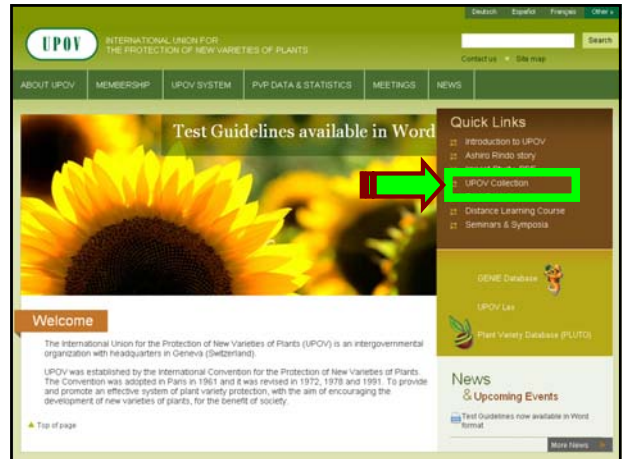 Deutsch Español Français Other
UPOV
INTERNATIONAL UNION FOR
THE PROTECTION OF NEW VARIETIES OF PLANTS
Search
Contact us Site map
ABOUT UPOV MEMBERSHIP UPOV SYSTEM PVP DATA & STATISTICS MEETINGS NEWS
Test Guidelines available in Word
Quick Links
Introduction to UPOV
Ashiro Rindo story
UPOV Collection
Distance Learning Course
Seminars & Symposia
GENIE Database
UPOV Lex
Plant Variety Database (PLUTO)
Welcome
The International Union for the Protection of New Varieties of Plants (UPOV) is an intergovernmental
organization with headquarters in Geneva (Switzerland).
UPOV was established by the International Convention for the Protection of New Varieties of Plants.
The Convention was adopted in Paris in 1961 and it was revised in 1972, 1978 and 1991. To provide
and promote an effective system of plant variety protection, with the aim of encouraging the
development of new varieties of plants, for the benefit of society.
Top of page
News
& Upcoming Events
Test Guidelines now available in Word
format
More News